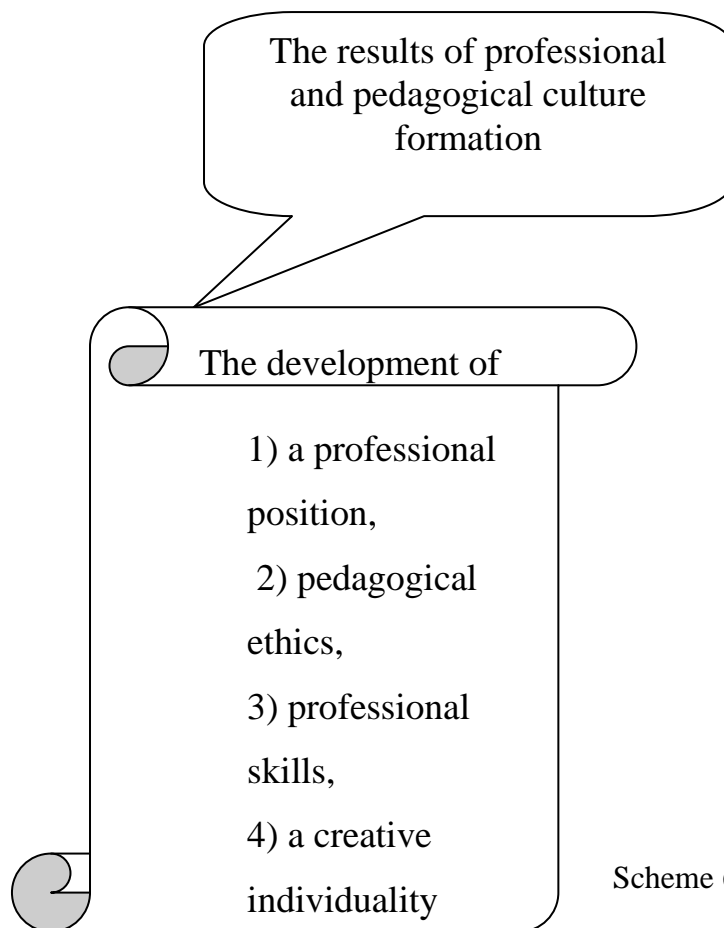 The results of professional
and pedagogical culture
formation
The development of
1) a professional
position,
2) pedagogical
ethics,
3) professional
skills,
4) a creative
individuality
Scheme